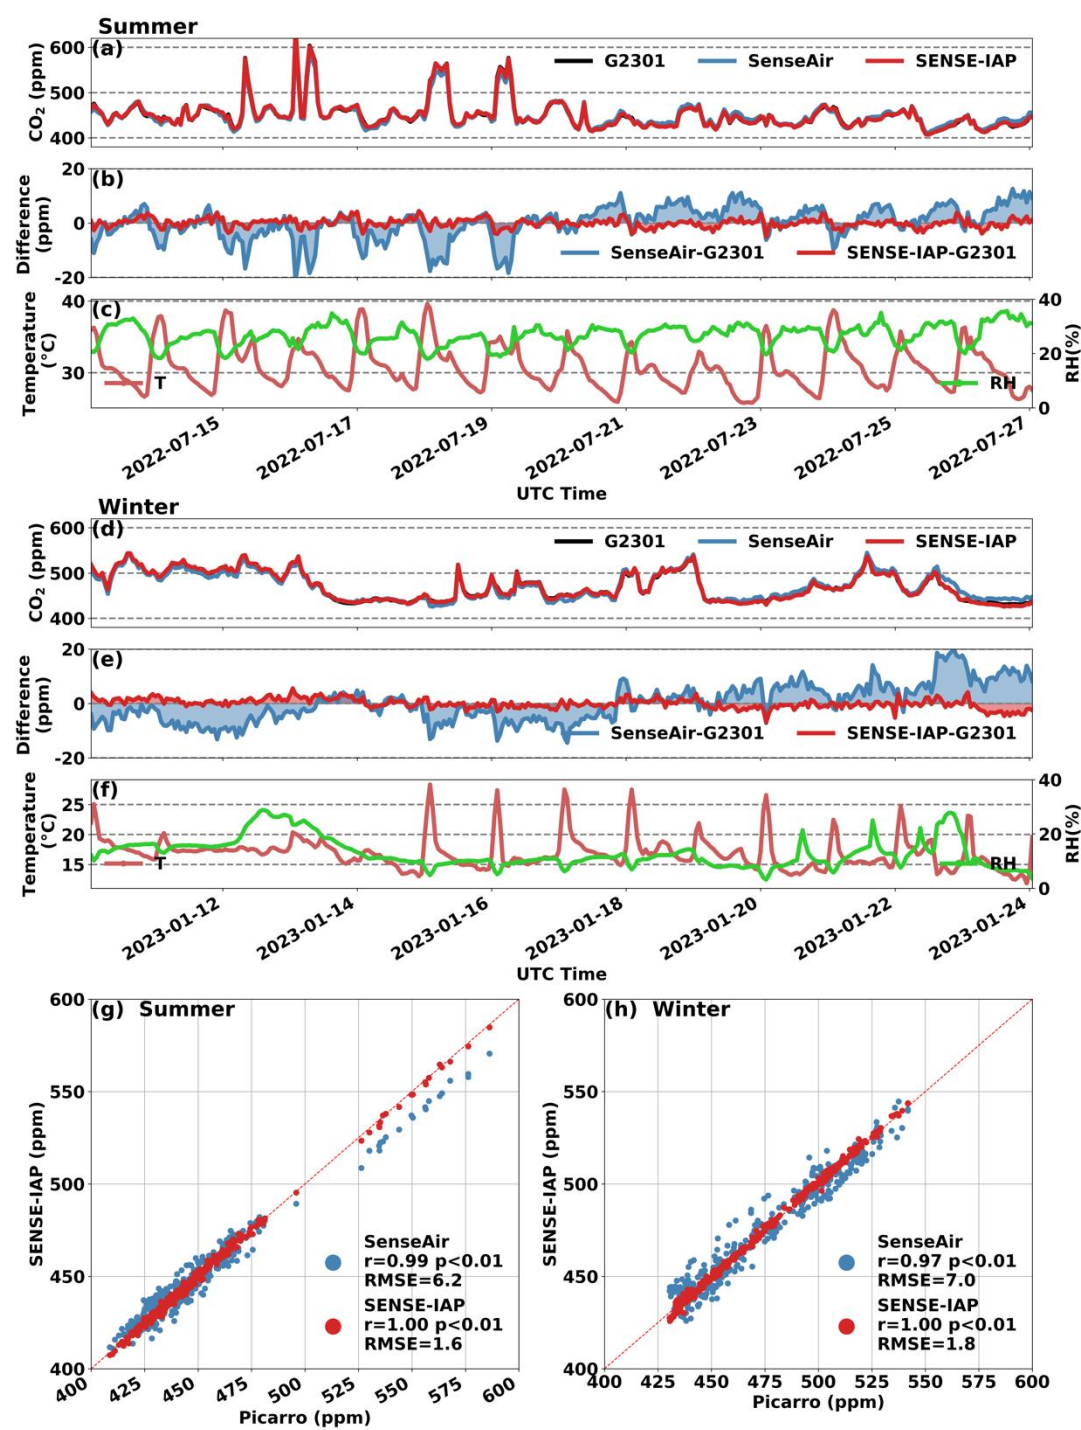 Summer
(a)
G2301
SenseAir
SENSE-IAP
CO2 (ppm)
600
500
400
(b)
Difference
(ppm)
20
0
-20
SenseAir-G2301
SENSE-IAP-G2301
(c)
Temperature
(°C)
40
30
T
RH
40
20
0
RH(%)
2022-07-15
2022-07-17
2022-07-19
2022-07-21
2022-07-23
2022-07-25
2022-07-27
UTC Time
Winter
(d)
G2301
SenseAir
SENSE-IAP
CO2 (ppm)
600
500
400
(e)
Difference
(ppm)
20
0
-20
SenseAir-G2301
SENSE-IAP-G2301
(f)
Temperature
(°C)
25
20
15
T
RH
40
20
0
RH(%)
2023-01-12
2023-01-14
2023-01-16
2023-01-18
2023-01-20
2023-01-22
2023-01-24
UTC Time
(g) Summer
SENSE-IAP (ppm)
600
550
500
450
400
SenseAir
r=0.99 p<0.01
RMSE=6.2
SENSE-IAP
r=1.00 p<0.01
RMSE=1.6
400 425 450 475 500 525 550 575 600
Picarro (ppm)
(h) Winter
SENSE-IAP (ppm)
600
550
500
450
400
SenseAir
r=0.97 p<0.01
RMSE=7.0
SENSE-IAP
r=1.00 p<0.01
RMSE=1.8
400 425 450 475 500 525 550 575 600
Picarro (ppm)